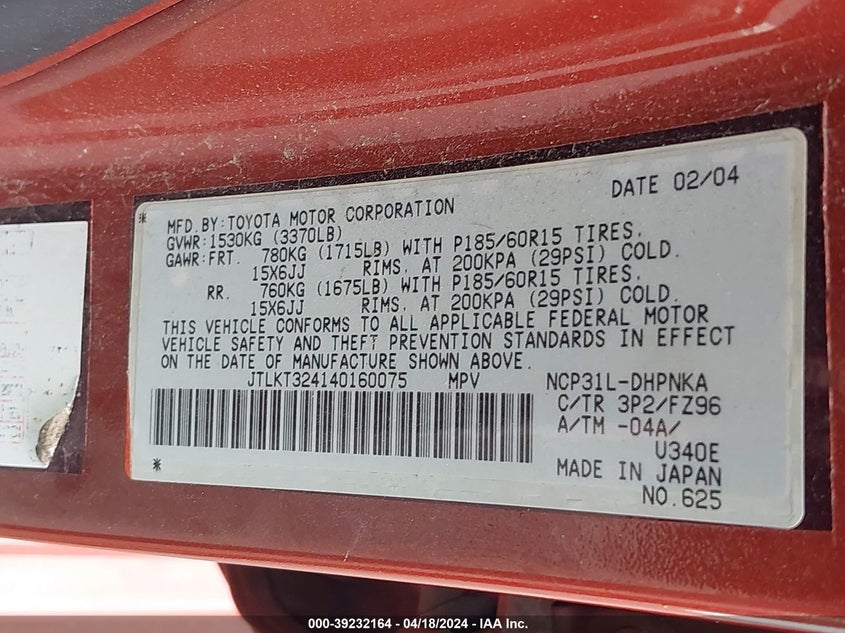 DATE 02/04
MFD.BY:TOYOTA MOTOR CORPORATION
GVWR:1530KG (3370LB)
GAWR:FRT. 780KG (1715LB) WITH P185/60R15 TIRES.
15X6JJ RIMS, AT 200KPA (29PSI) COLD.
RR. 760KG (1675LB) WITH P185/60R15 TIRES.
15X6JJ RIMS, AT 200KPA (29PSI) COLD.
THIS VEHICLE CONFORMS TO ALL APPLICABLE FEDERAL MOTOR
VEHICLE SAFETY AND THEFT PREVENTION STANDARDS IN EFFECT
ON THE DATE OF MANUFACTURE SHOWN ABOVE.
JTLKT324140160075 MPV NCP31L-DHPNKA
C/TR 3P2/FZ96
A/TM -04A/
U340E
MADE IN JAPAN
NO.625
000-39232164 - 04/18/2024 - IAA Inc.